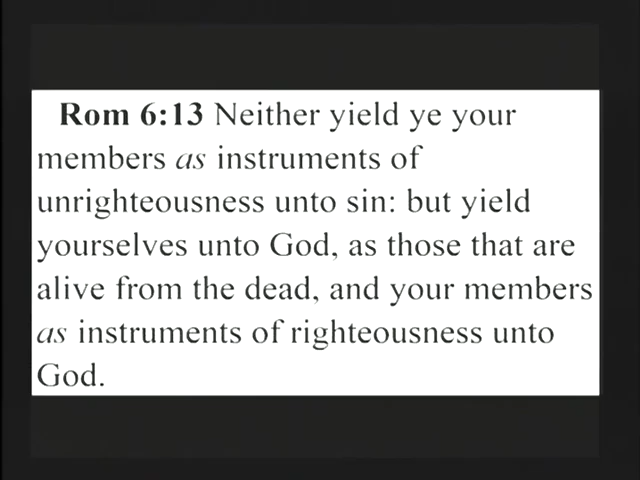 Rom 6:13 Neither yield ye your
members as instruments of
unrighteousness unto sin: but yield
yourselves unto God, as those that are
alive from the dead, and your members
as instruments of righteousness unto
God.